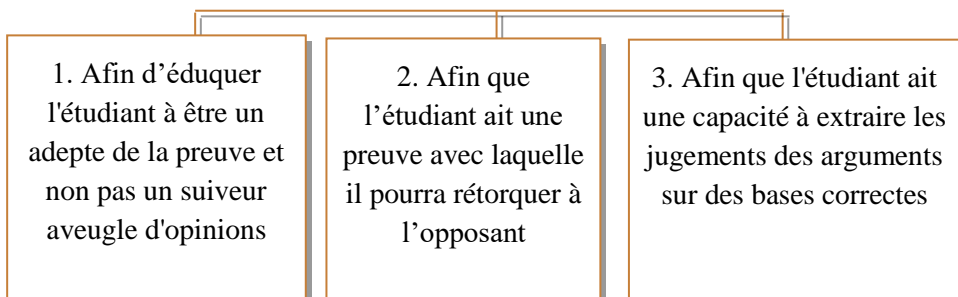 1. Afin d’éduquer
l'étudiant à être un
adepte de la preuve et
non pas un suiveur
aveugle d'opinions
2. Afin que
l’étudiant ait une
preuve avec laquelle
il pourra rétorquer à
l’opposant
3. Afin que l'étudiant ait
une capacité à extraire les
jugements des arguments
sur des bases correctes